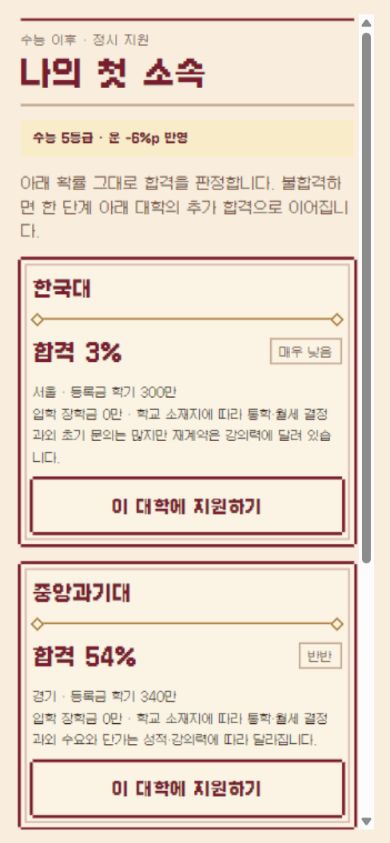 수능 이후 · 정시 지원
나의 첫 소속
수능 5등급 · 운 -6%p 반영
아래 확률 그대로 합격을 판정합니다. 불합격하
면 한 단계 아래 대학의 추가 합격으로 이어집니
다.
한국대
합격 3%
매우 낮음
서울 · 등록금 학기 300만
입학 장학금 0만 · 학교 소재지에 따라 통학·월세 결정
과외 초기 문의는 많지만 재계약은 강의력에 달려 있습
니다.
이 대학에 지원하기
중앙과기대
합격 54%
반반
경기 · 등록금 학기 340만
입학 장학금 0만 · 학교 소재지에 따라 통학·월세 결정
과외 수요와 단가는 성적·강의력에 따라 달라집니다.
이 대학에 지원하기